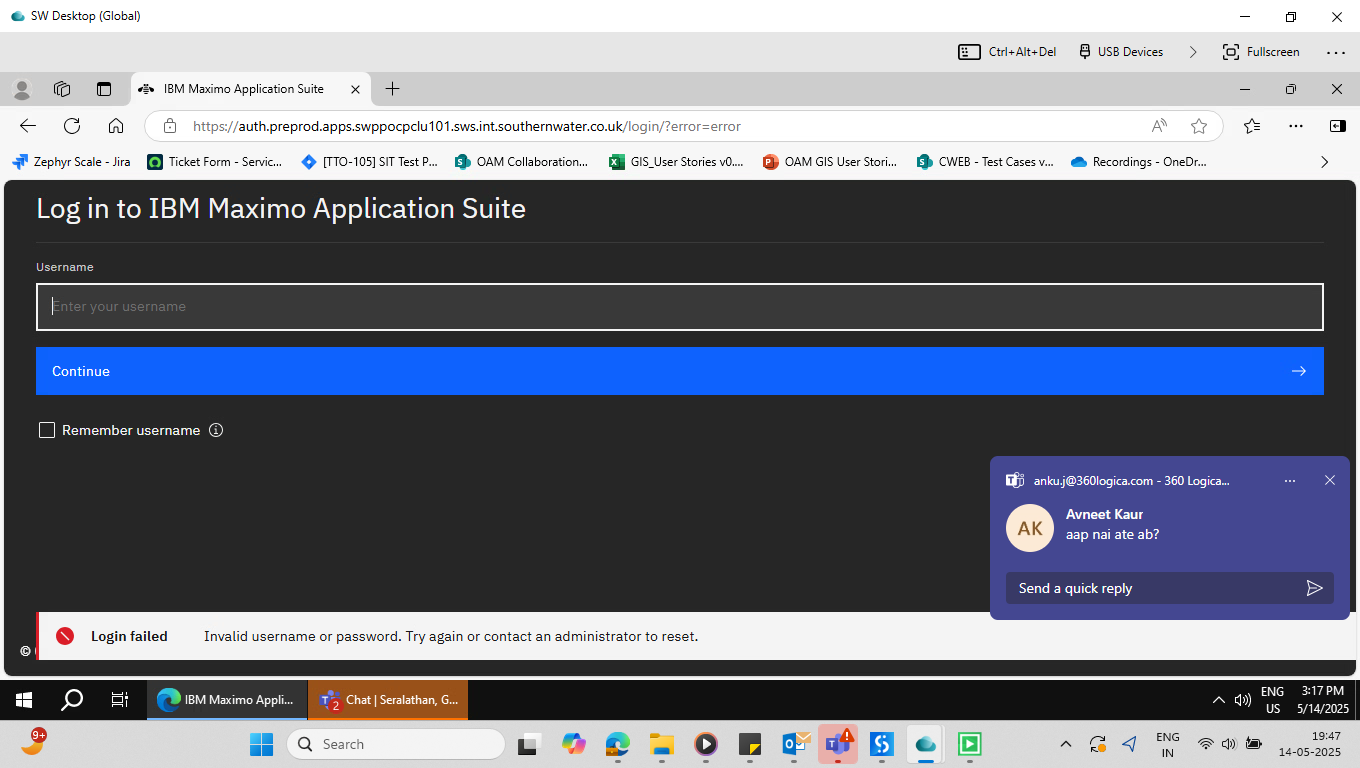 SW Desktop (Global)
Ctrl+Alt+Del
USB Devices
Fullscreen
IBM Maximo Application Suite
https://auth.preprod.apps.swppocpclu101.sws.int.southernwater.co.uk/login/?error=error
Zephyr Scale - Jira
Ticket Form - Servic...
[TTO-105] SIT Test P...
OAM Collaboration...
GIS_User Stories v0....
OAM GIS User Stori...
CWEB - Test Cases v...
Recordings - OneDr...
Log in to IBM Maximo Application Suite
Username
Enter your username
Continue
Remember username
anku.j@360logica.com - 360 Logica...
AK
Avneet Kaur
aap nai ate ab?
Send a quick reply
Login failed
Invalid username or password. Try again or contact an administrator to reset.
©
IBM Maximo Appli...
2
Chat | Seralathan, G...
ENG
US
3:17 PM
5/14/2025
9+
Search
ENG
IN
19:47
14-05-2025